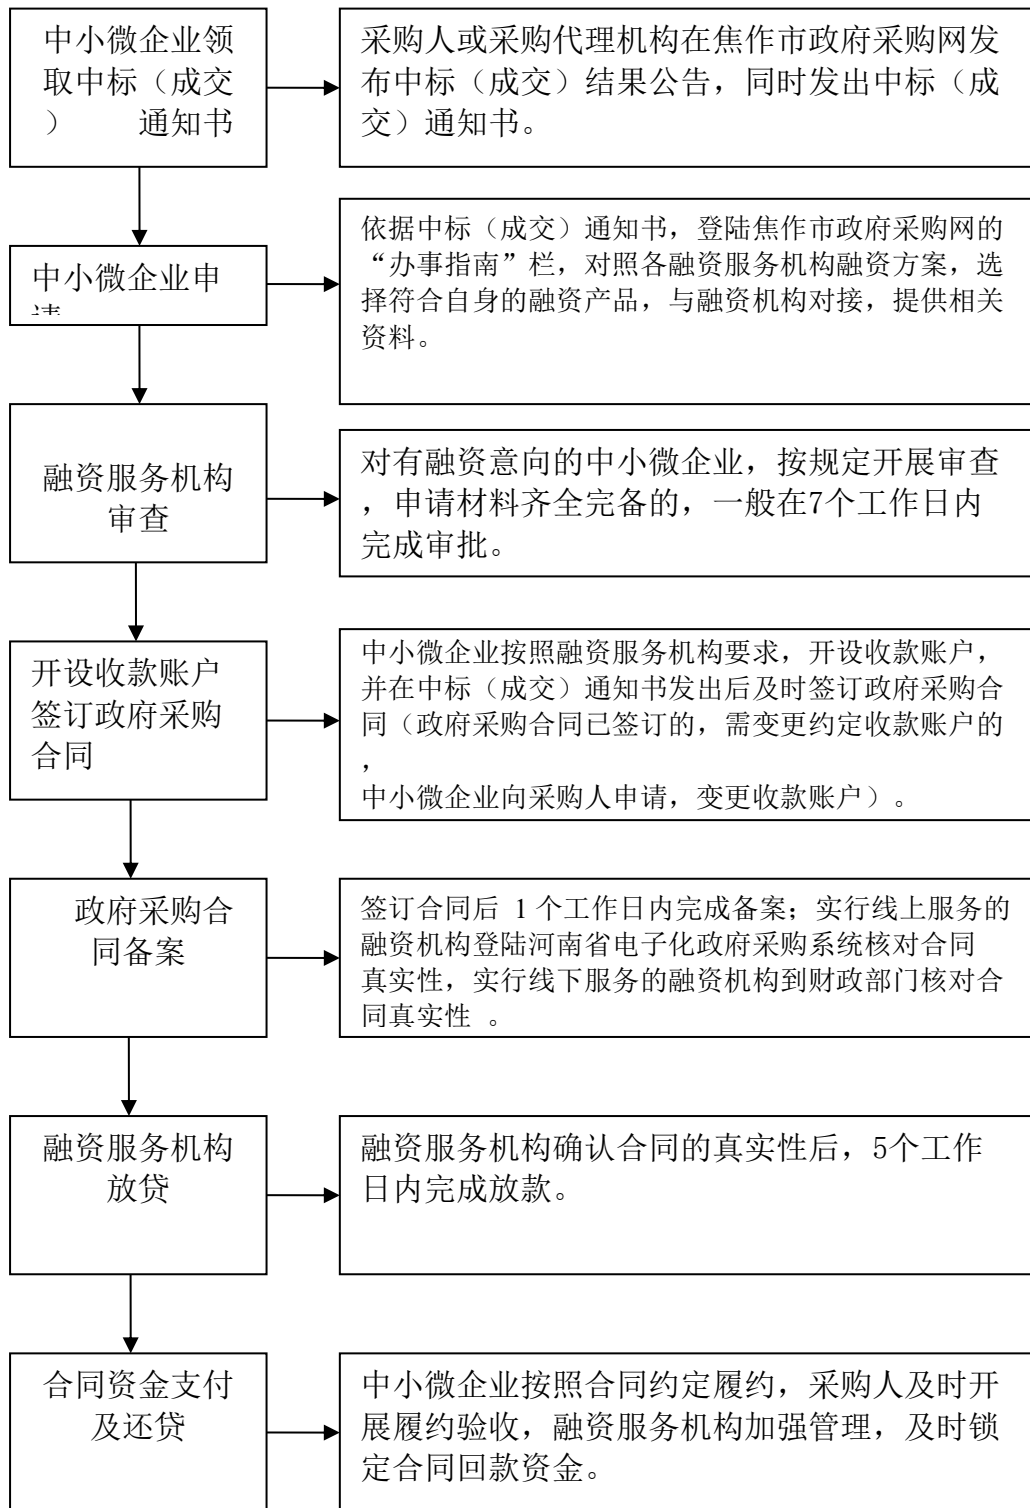 中小微企业领
取中标（成交
）　　通知书
采购人或采购代理机构在焦作市政府采购网发
布中标（成交）结果公告，同时发出中标（成
交）通知书。
中小微企业申
依据中标（成交）通知书，登陆焦作市政府采购网的
“办事指南”栏，对照各融资服务机构融资方案，选
择符合自身的融资产品，与融资机构对接，提供相关
资料。
融资服务机构
审查
对有融资意向的中小微企业，按规定开展审查
，申请材料齐全完备的，一般在7个工作日内
完成审批。
开设收款账户
签订政府采购
合同
中小微企业按照融资服务机构要求，开设收款账户，
并在中标（成交）通知书发出后及时签订政府采购合
同（政府采购合同已签订的，需变更约定收款账户的
，
中小微企业向采购人申请，变更收款账户）。
政府采购合
同备案
签订合同后 1 个工作日内完成备案；实行线上服务的
融资机构登陆河南省电子化政府采购系统核对合同
真实性，实行线下服务的融资机构到财政部门核对合
同真实性 。
融资服务机构
放贷
融资服务机构确认合同的真实性后，5个工作
日内完成放款。
合同资金支付
及还贷
中小微企业按照合同约定履约，采购人及时开
展履约验收，融资服务机构加强管理，及时锁
定合同回款资金。